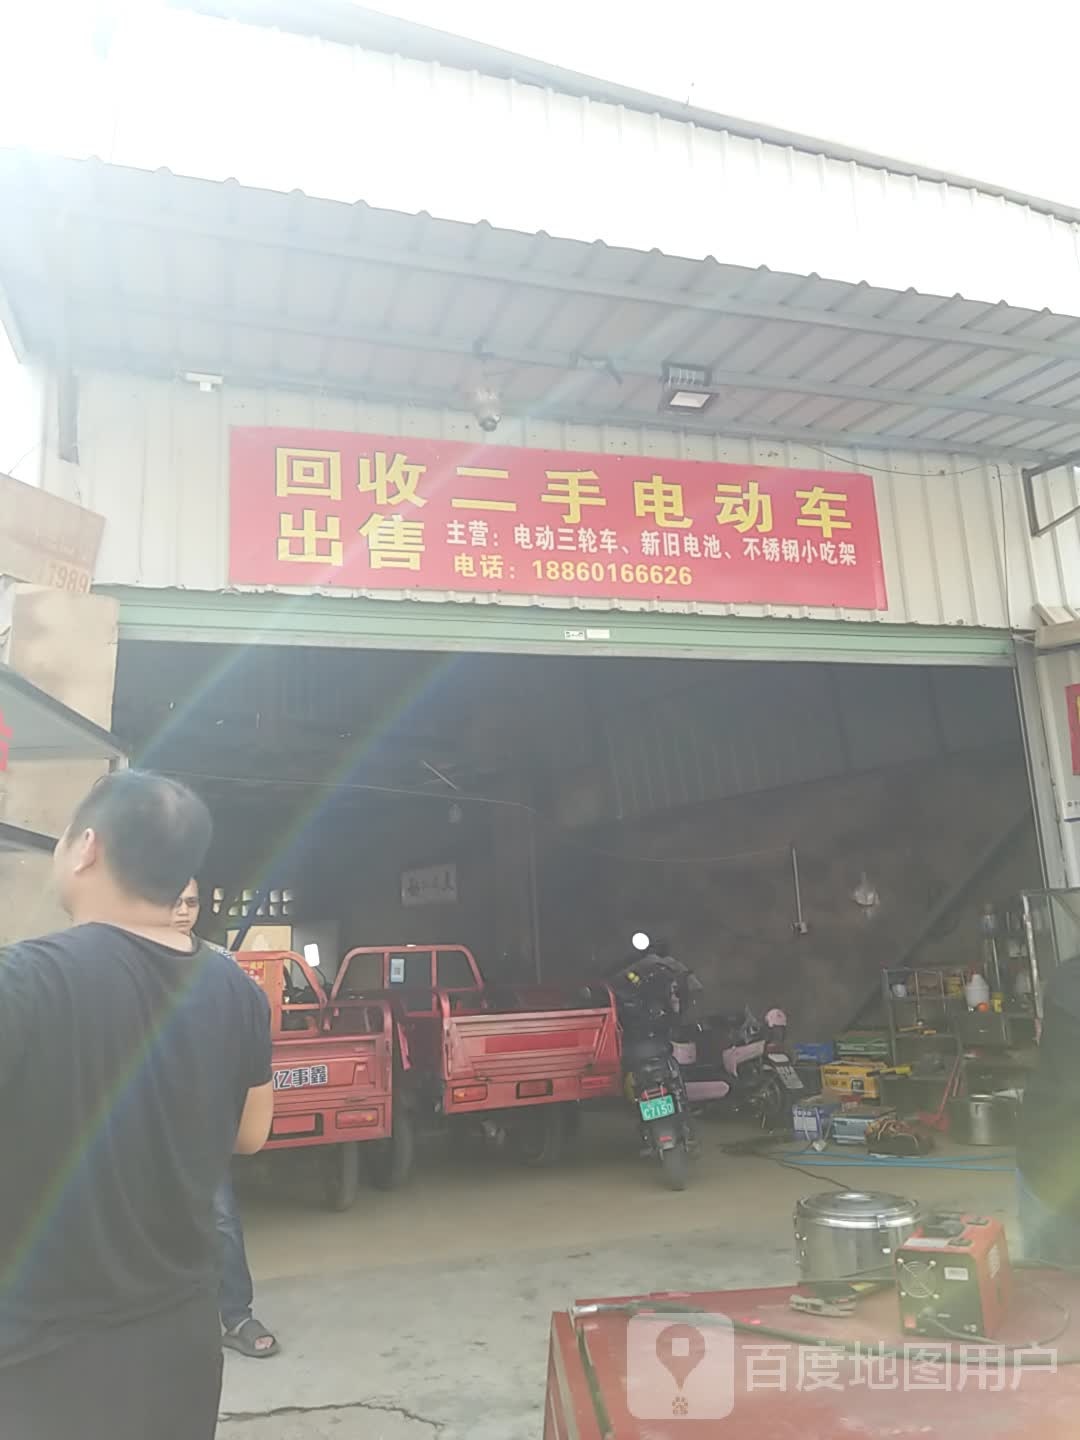 回收二手电动车
出售
主营：电动三轮车、新旧电池、不锈钢小吃架
电话：18860166626
亿事鑫
C7150
百度地图用户